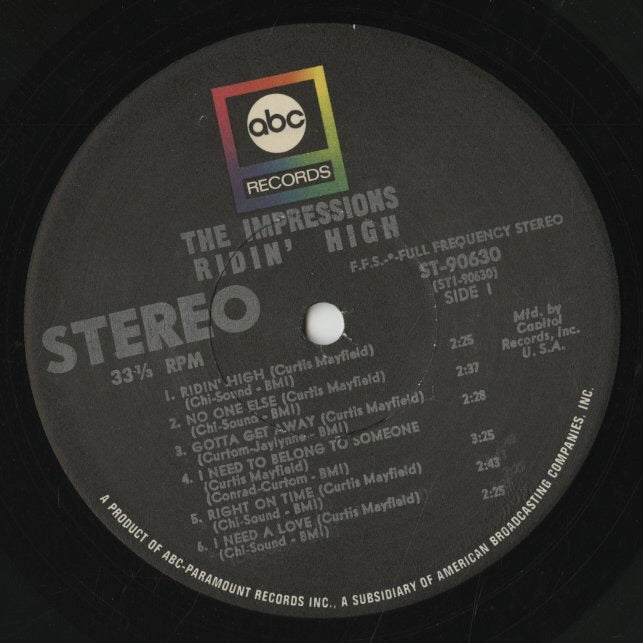 abc
RECORDS
THE IMPRESSIONS
RIDIN' HIGH
F.F.S.-•-FULL FREQUENCY STEREO
ST-90630
(ST1-90630)
SIDE 1
STEREO
33-⅓ RPM
Mfd. by
Capitol
Records, Inc.
U. S. A.
1. RIDIN' HIGH (Curtis Mayfield) 2:25
(Chi-Sound - BMI)
2. NO ONE ELSE (Curtis Mayfield) 2:37
(Chi-Sound - BMI)
3. GOTTA GET AWAY (Curtis Mayfield) 2:28
(Curtom-Jaylynne - BMI)
4. I NEED TO BELONG TO SOMEONE 3:25
(Curtis Mayfield)
(Conrad-Curtom - BMI)
5. RIGHT ON TIME (Curtis Mayfield) 2:43
(Chi-Sound - BMI)
6. I NEED A LOVE (Curtis Mayfield) 2:25
(Chi-Sound - BMI)
A PRODUCT OF ABC-PARAMOUNT RECORDS INC., A SUBSIDIARY OF AMERICAN BROADCASTING COMPANIES, INC.